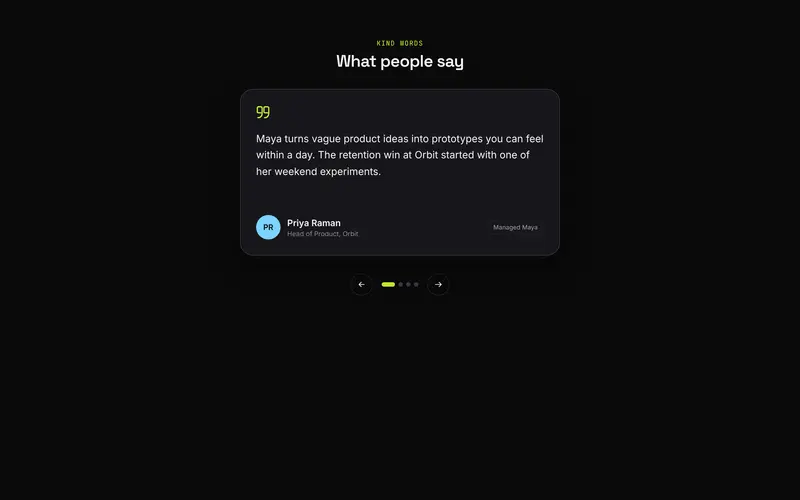 KIND WORDS
What people say
Maya turns vague product ideas into prototypes you can feel
within a day. The retention win at Orbit started with one of
her weekend experiments.
PR
Priya Raman
Head of Product, Orbit
Managed Maya